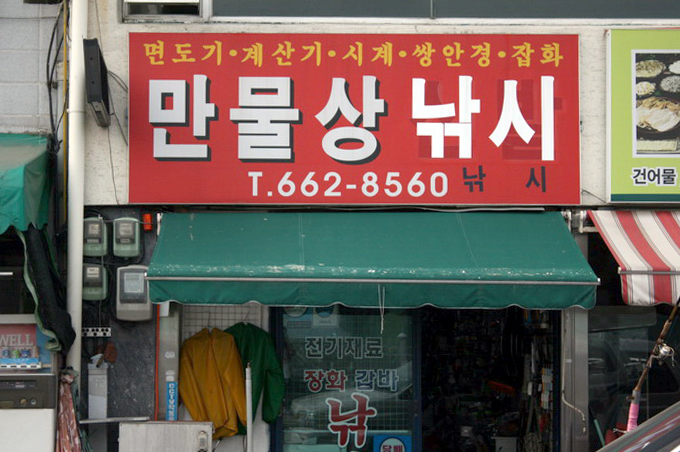 면도기·계산기·시계·쌍안경·잡화
만물상 낚시
T.662-8560 낚 시
건어물
전기재료
장화 갑바
낚
WELL